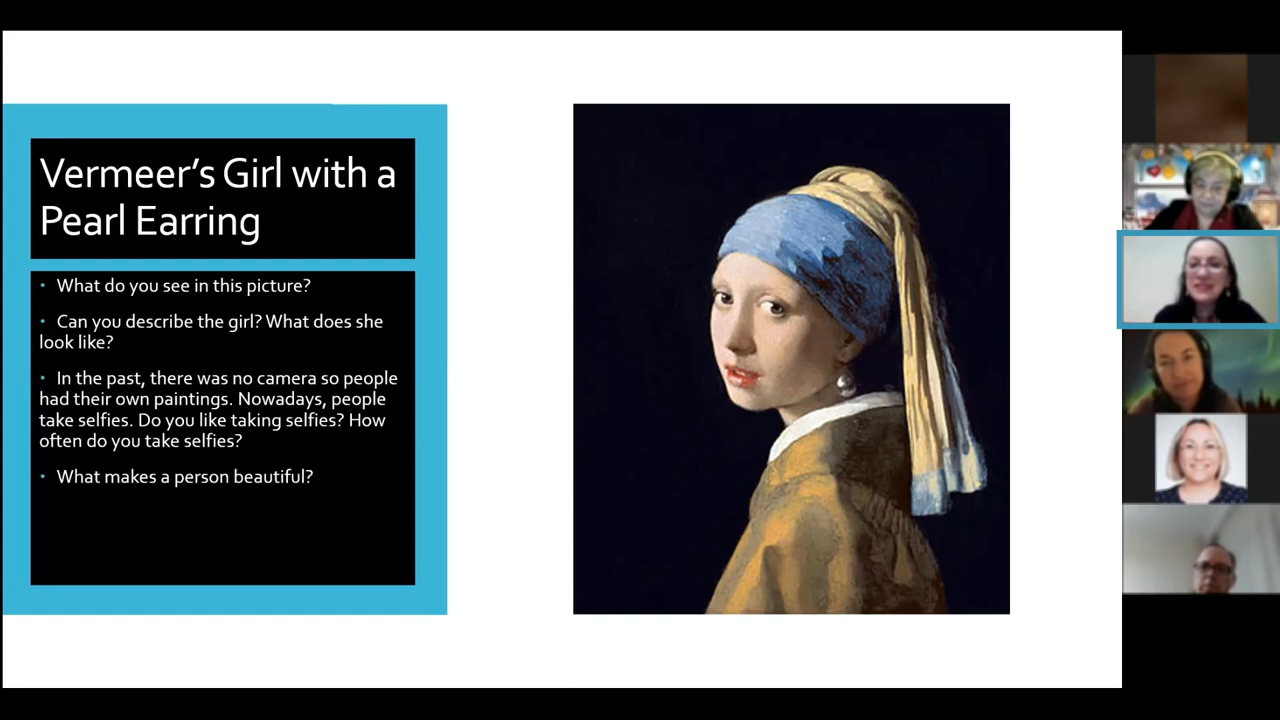 Vermeer’s Girl with a
Pearl Earring
• What do you see in this picture?
• Can you describe the girl? What does she
look like?
• In the past, there was no camera so people
had their own paintings. Nowadays, people
take selfies. Do you like taking selfies? How
often do you take selfies?
• What makes a person beautiful?